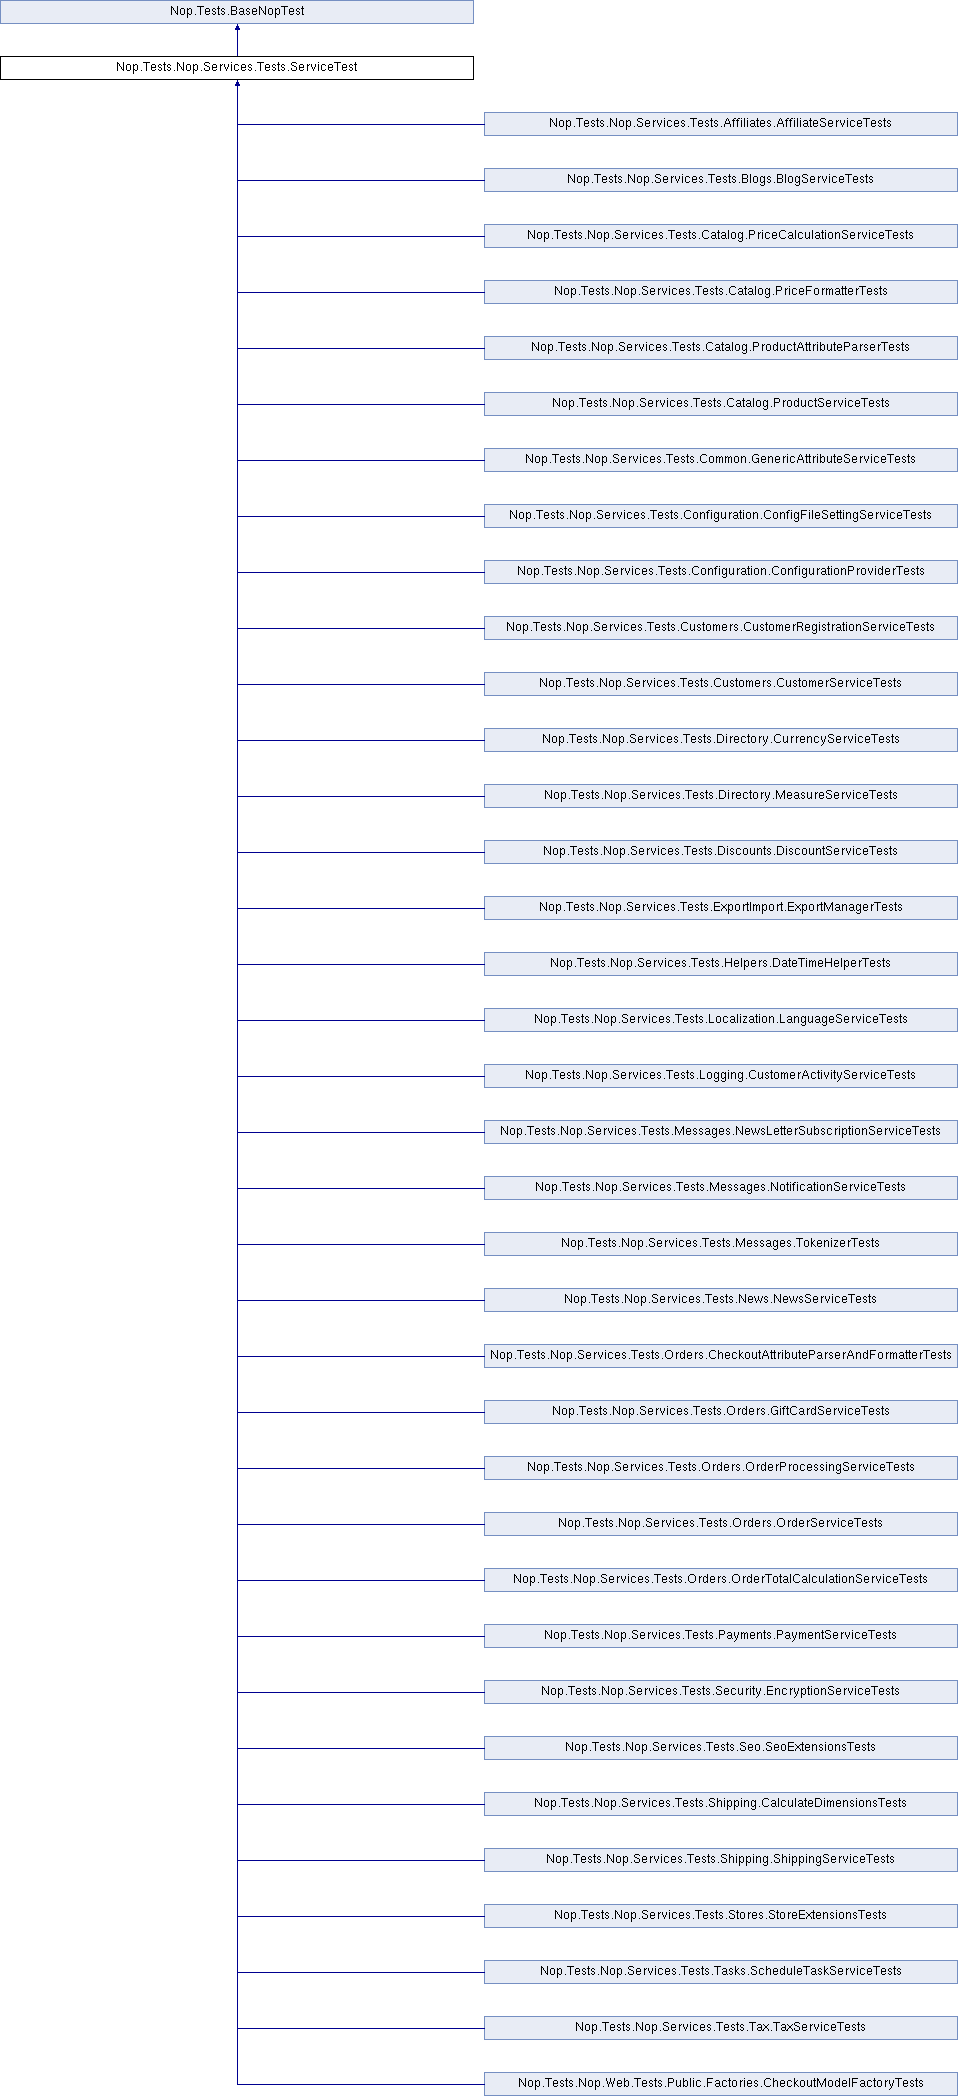 Nop.Tests.BaseNopTest
Nop.Tests.Nop.Services.Tests.ServiceTest
Nop.Tests.Nop.Services.Tests.Affiliates.AffiliateServiceTests
Nop.Tests.Nop.Services.Tests.Blogs.BlogServiceTests
Nop.Tests.Nop.Services.Tests.Catalog.PriceCalculationServiceTests
Nop.Tests.Nop.Services.Tests.Catalog.PriceFormatterTests
Nop.Tests.Nop.Services.Tests.Catalog.ProductAttributeParserTests
Nop.Tests.Nop.Services.Tests.Catalog.ProductServiceTests
Nop.Tests.Nop.Services.Tests.Common.GenericAttributeServiceTests
Nop.Tests.Nop.Services.Tests.Configuration.ConfigFileSettingServiceTests
Nop.Tests.Nop.Services.Tests.Configuration.ConfigurationProviderTests
Nop.Tests.Nop.Services.Tests.Customers.CustomerRegistrationServiceTests
Nop.Tests.Nop.Services.Tests.Customers.CustomerServiceTests
Nop.Tests.Nop.Services.Tests.Directory.CurrencyServiceTests
Nop.Tests.Nop.Services.Tests.Directory.MeasureServiceTests
Nop.Tests.Nop.Services.Tests.Discounts.DiscountServiceTests
Nop.Tests.Nop.Services.Tests.ExportImport.ExportManagerTests
Nop.Tests.Nop.Services.Tests.Helpers.DateTimeHelperTests
Nop.Tests.Nop.Services.Tests.Localization.LanguageServiceTests
Nop.Tests.Nop.Services.Tests.Logging.CustomerActivityServiceTests
Nop.Tests.Nop.Services.Tests.Messages.NewsLetterSubscriptionServiceTests
Nop.Tests.Nop.Services.Tests.Messages.NotificationServiceTests
Nop.Tests.Nop.Services.Tests.Messages.TokenizerTests
Nop.Tests.Nop.Services.Tests.News.NewsServiceTests
Nop.Tests.Nop.Services.Tests.Orders.CheckoutAttributeParserAndFormatterTests
Nop.Tests.Nop.Services.Tests.Orders.GiftCardServiceTests
Nop.Tests.Nop.Services.Tests.Orders.OrderProcessingServiceTests
Nop.Tests.Nop.Services.Tests.Orders.OrderServiceTests
Nop.Tests.Nop.Services.Tests.Orders.OrderTotalCalculationServiceTests
Nop.Tests.Nop.Services.Tests.Payments.PaymentServiceTests
Nop.Tests.Nop.Services.Tests.Security.EncryptionServiceTests
Nop.Tests.Nop.Services.Tests.Seo.SeoExtensionsTests
Nop.Tests.Nop.Services.Tests.Shipping.CalculateDimensionsTests
Nop.Tests.Nop.Services.Tests.Shipping.ShippingServiceTests
Nop.Tests.Nop.Services.Tests.Stores.StoreExtensionsTests
Nop.Tests.Nop.Services.Tests.Tasks.ScheduleTaskServiceTests
Nop.Tests.Nop.Services.Tests.Tax.TaxServiceTests
Nop.Tests.Nop.Web.Tests.Public.Factories.CheckoutModelFactoryTests